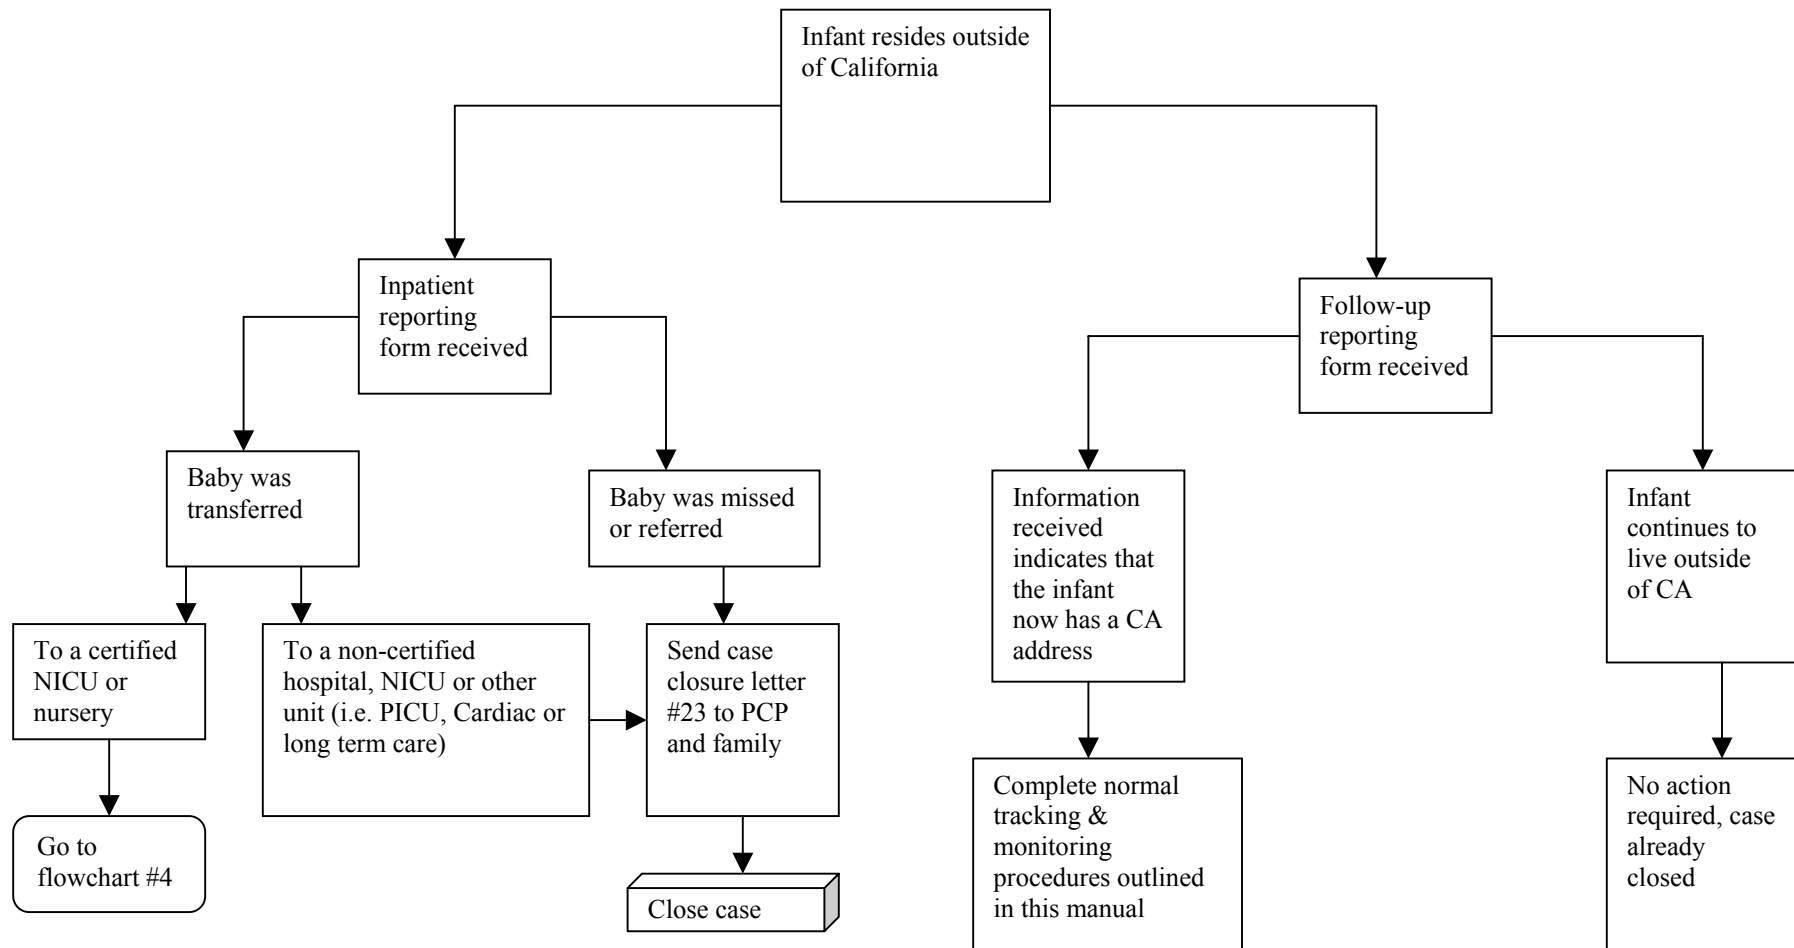 Infant resides outside
of California
Inpatient
reporting
form received
Follow-up
reporting
form received
Baby was
transferred
Baby was missed
or referred
Information
received
indicates that
the infant
now has a CA
address
Infant
continues to
live outside
of CA
To a certified
NICU or
nursery
To a non-certified
hospital, NICU or other
unit (i.e. PICU, Cardiac or
long term care)
Send case
closure letter
#23 to PCP
and family
Complete normal
tracking &
monitoring
procedures outlined
in this manual
No action
required, case
already
closed
Go to
flowchart #4
Close case